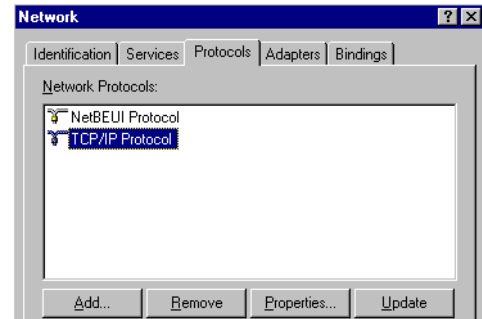 Network
Identification Services Protocols Adapters Bindings
Network Protocols:
NetBEUI Protocol
TCP/IP Protocol
Add... Remove Properties... Update